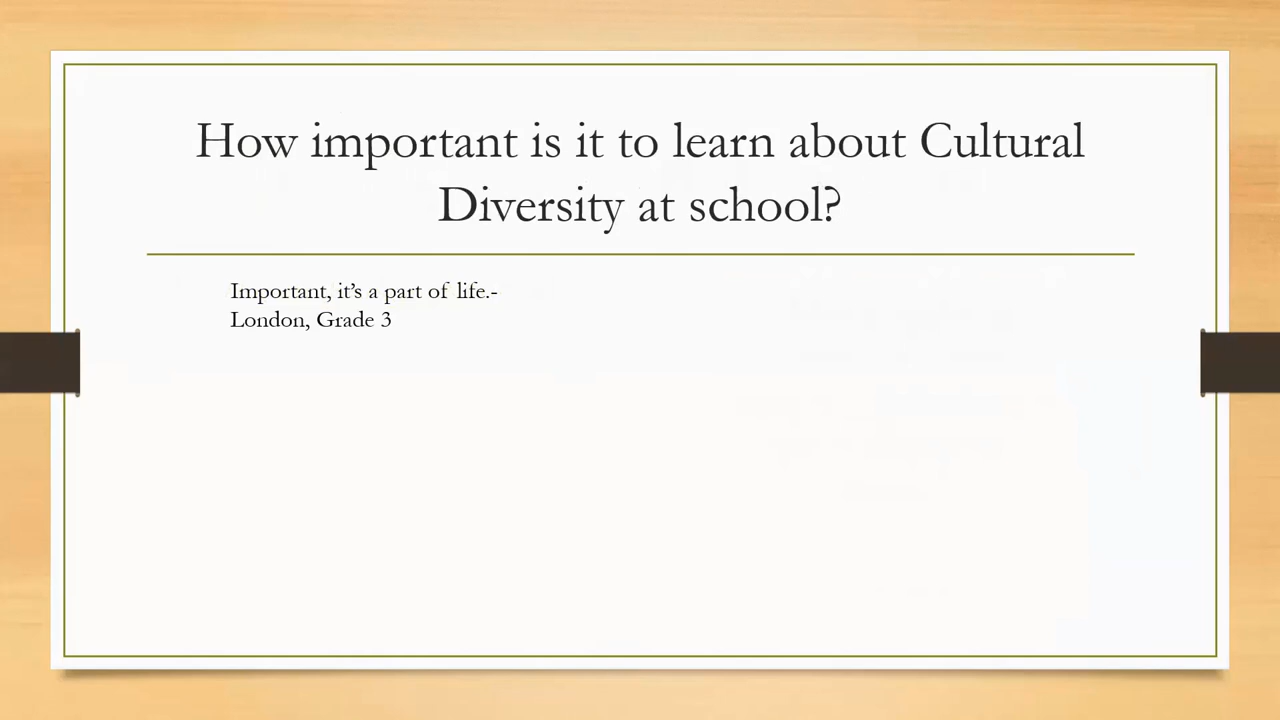 How important is it to learn about Cultural
Diversity at school?
Important, it’s a part of life.-
London, Grade 3